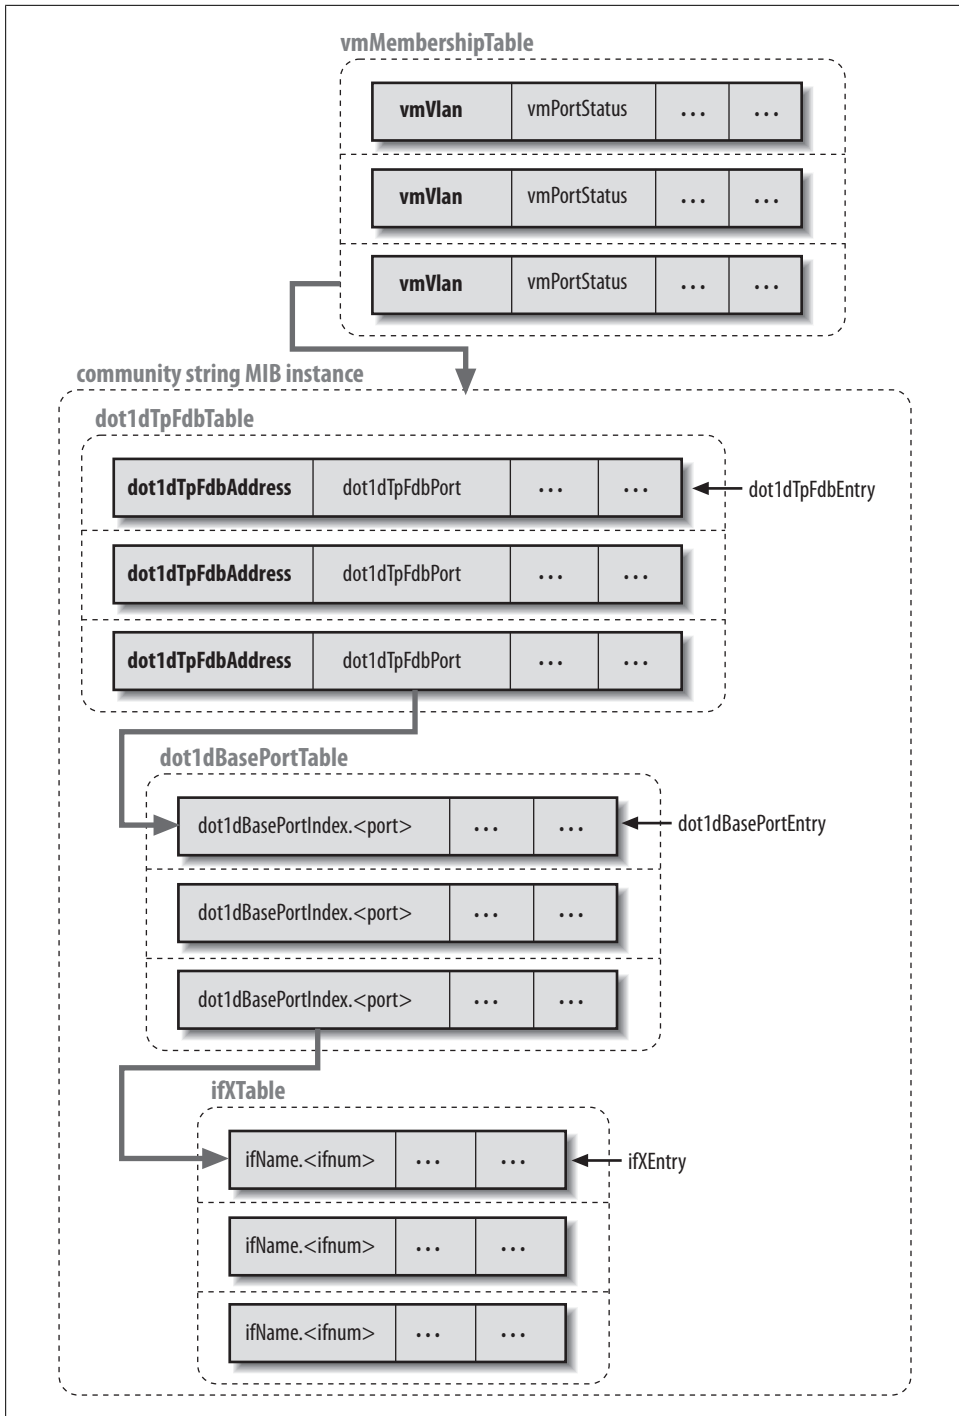 vmMembershipTable
vmVlan vmPortStatus ... ...
vmVlan vmPortStatus ... ...
vmVlan vmPortStatus ... ...
community string MIB instance
dot1dTpFdbTable
dot1dTpFdbAddress dot1dTpFdbPort ... ... dot1dTpFdbEntry
dot1dTpFdbAddress dot1dTpFdbPort ... ...
dot1dTpFdbAddress dot1dTpFdbPort ... ...
dot1dBasePortTable
dot1dBasePortIndex.<port> ... ... dot1dBasePortEntry
dot1dBasePortIndex.<port> ... ...
dot1dBasePortIndex.<port> ... ...
ifXTable
ifName.<ifnum> ... ... ifXEntry
ifName.<ifnum> ... ...
ifName.<ifnum> ... ...